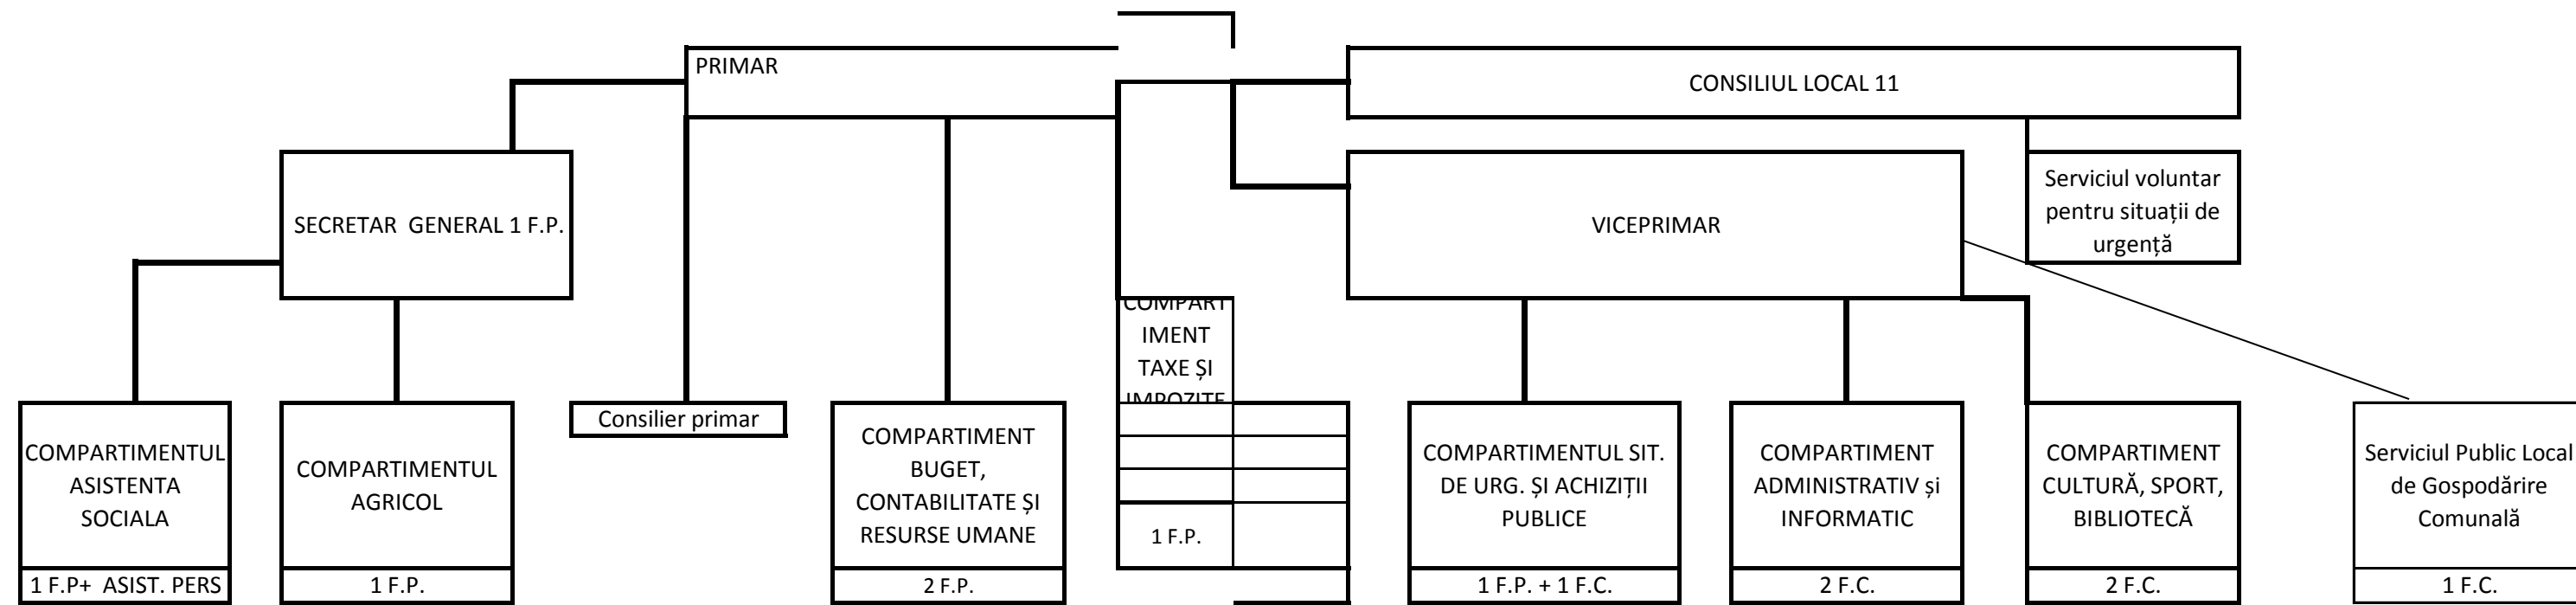 PRIMAR
CONSILIUL LOCAL 11
SECRETAR  GENERAL 1 F.P.
VICEPRIMAR
Serviciul voluntar
pentru situații de
urgență
COMPART
IMENT
TAXE ȘI
IMPOZITE
1 F.P.
COMPARTIMENTUL
ASISTENTA
SOCIALA
1 F.P+  ASIST. PERS
COMPARTIMENTUL
AGRICOL
1 F.P.
Consilier primar
COMPARTIMENT
BUGET,
CONTABILITATE ȘI
RESURSE UMANE
2 F.P.
COMPARTIMENTUL SIT.
DE URG. ȘI ACHIZIȚII
PUBLICE
1 F.P. + 1 F.C.
COMPARTIMENT
ADMINISTRATIV și
INFORMATIC
2 F.C.
COMPARTIMENT
CULTURĂ, SPORT,
BIBLIOTECĂ
2 F.C.
Serviciul Public Local
de Gospodărire
Comunală
1 F.C.